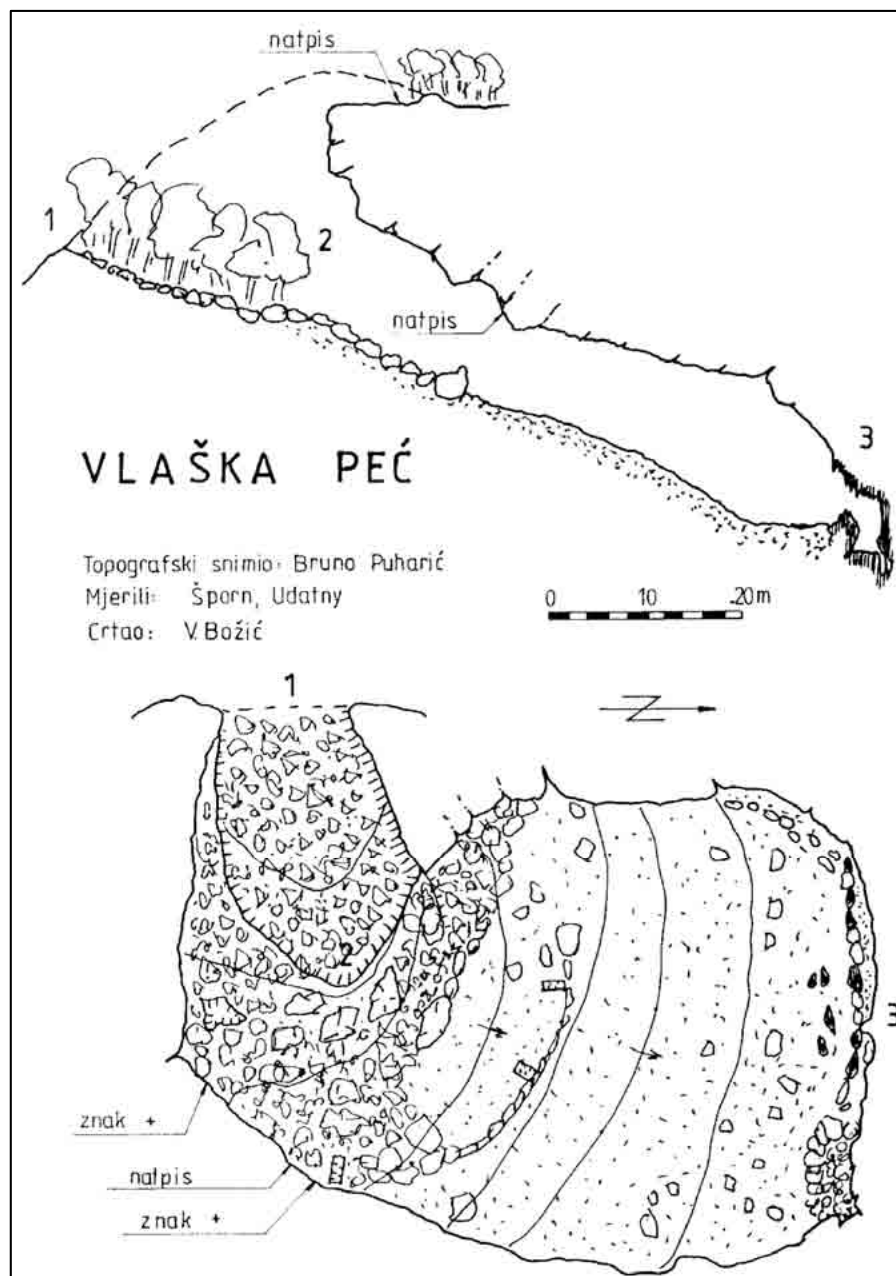 natpis
1
2
natpis
3
VLAŠKA PEĆ
Topografski snimio: Bruno Puharić
Mjerili: Šporn, Udatny
Crtao: V. Božić
0 10 20m
1
Z
2
3
znak +
natpis
znak +